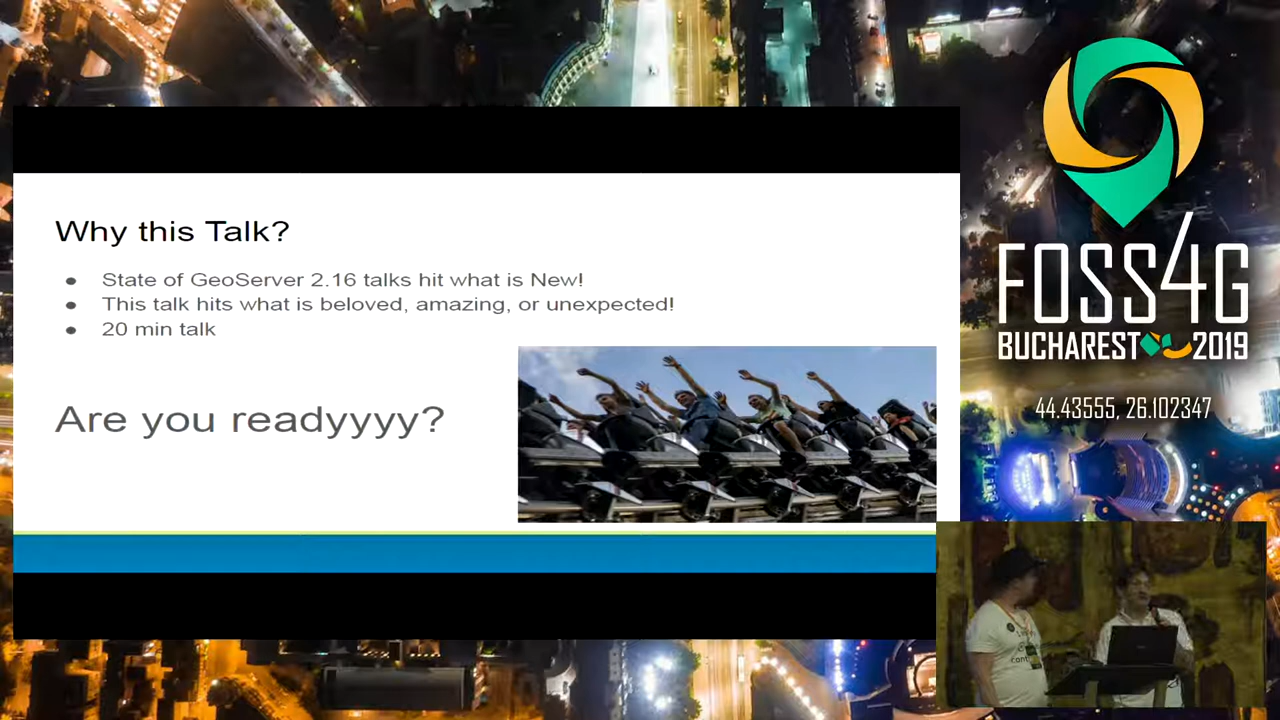 Why this Talk?
● State of GeoServer 2.16 talks hit what is New!
● This talk hits what is beloved, amazing, or unexpected!
● 20 min talk
Are you readyyyy?
FOSS4G
BUCHAREST 2019
44.43555, 26.102347